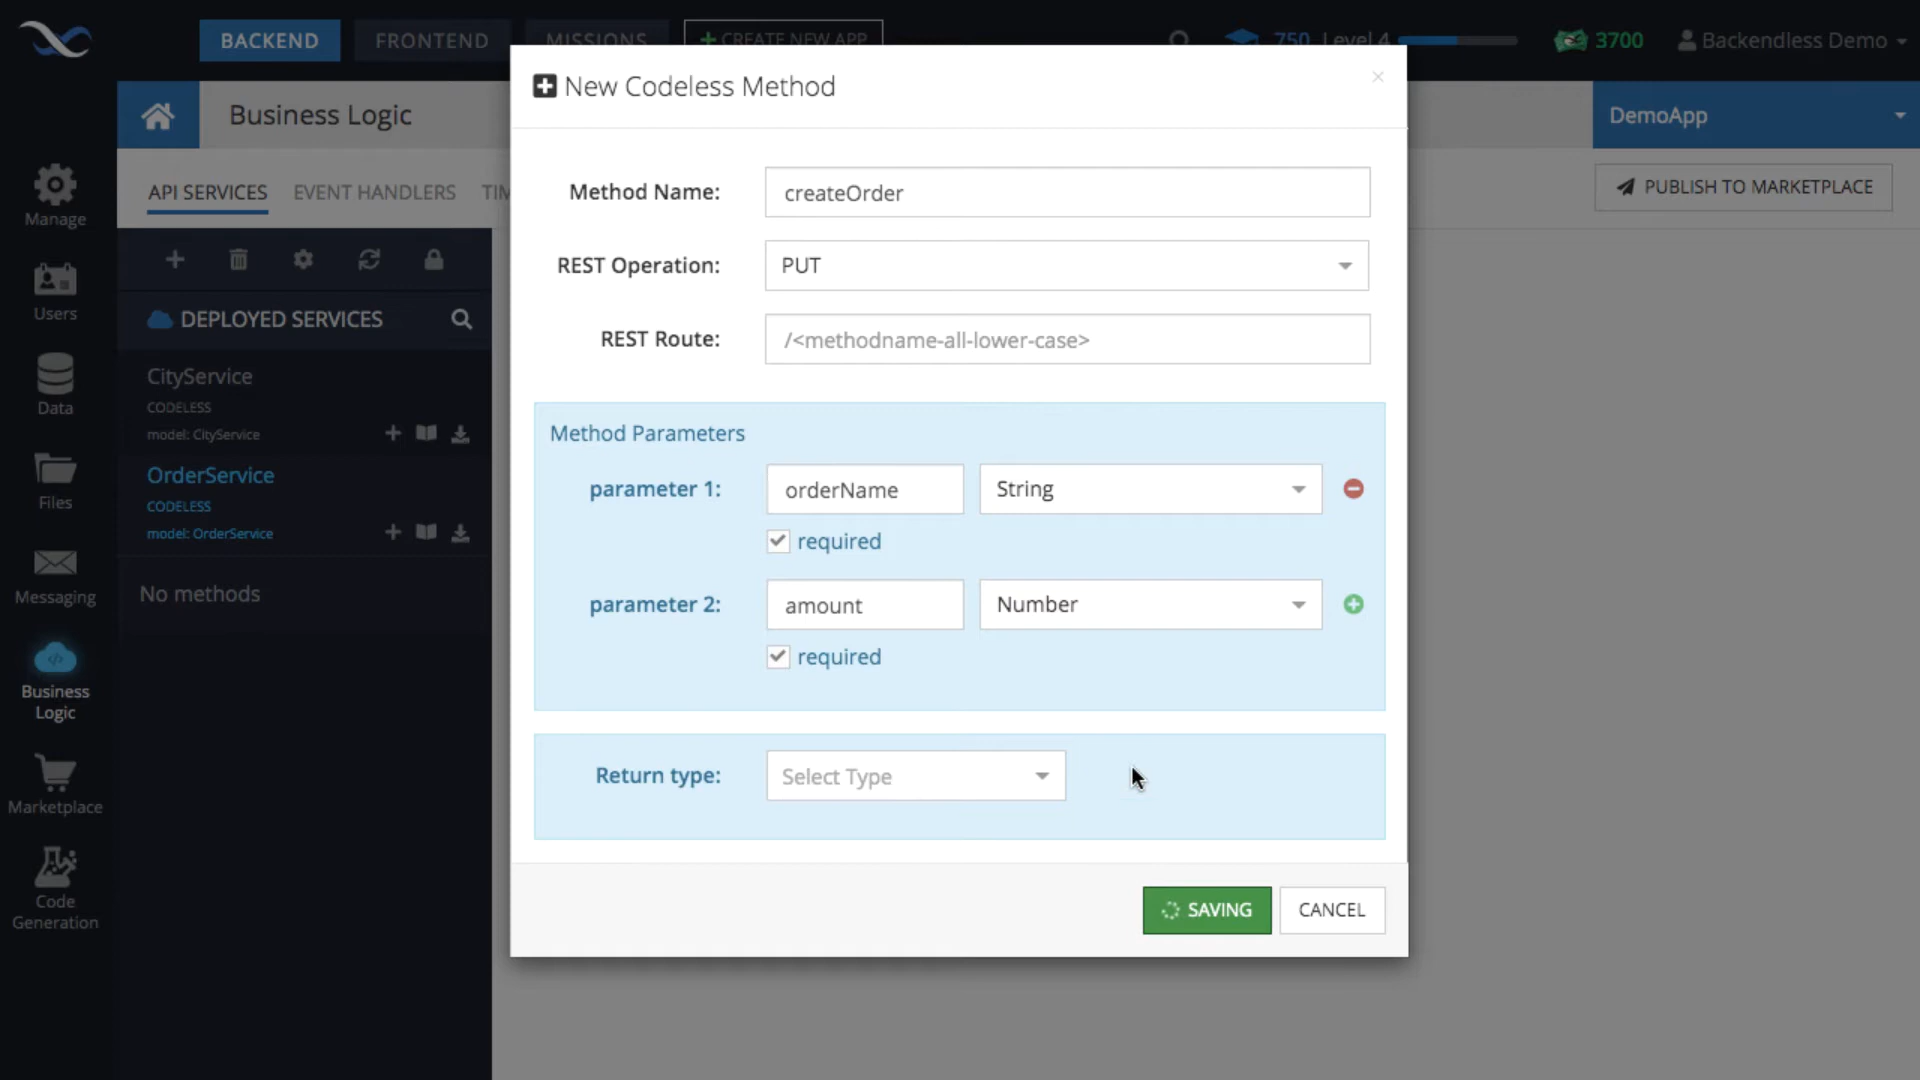 BACKEND FRONTEND MISSIONS CREATE NEW APP 750 Level 4 3700 Backendless Demo
New Codeless Method
Business Logic DemoApp
API SERVICES EVENT HANDLERS TIM PUBLISH TO MARKETPLACE
Manage
Users
Data
Files
Messaging
Business
Logic
Marketplace
Code
Generation
DEPLOYED SERVICES
CityService
CODELESS
model: CityService
OrderService
CODELESS
model: OrderService
No methods
Method Name: createOrder
REST Operation: PUT
REST Route: /<methodname-all-lower-case>
Method Parameters
parameter 1: orderName String
required
parameter 2: amount Number
required
Return type: Select Type
SAVING CANCEL